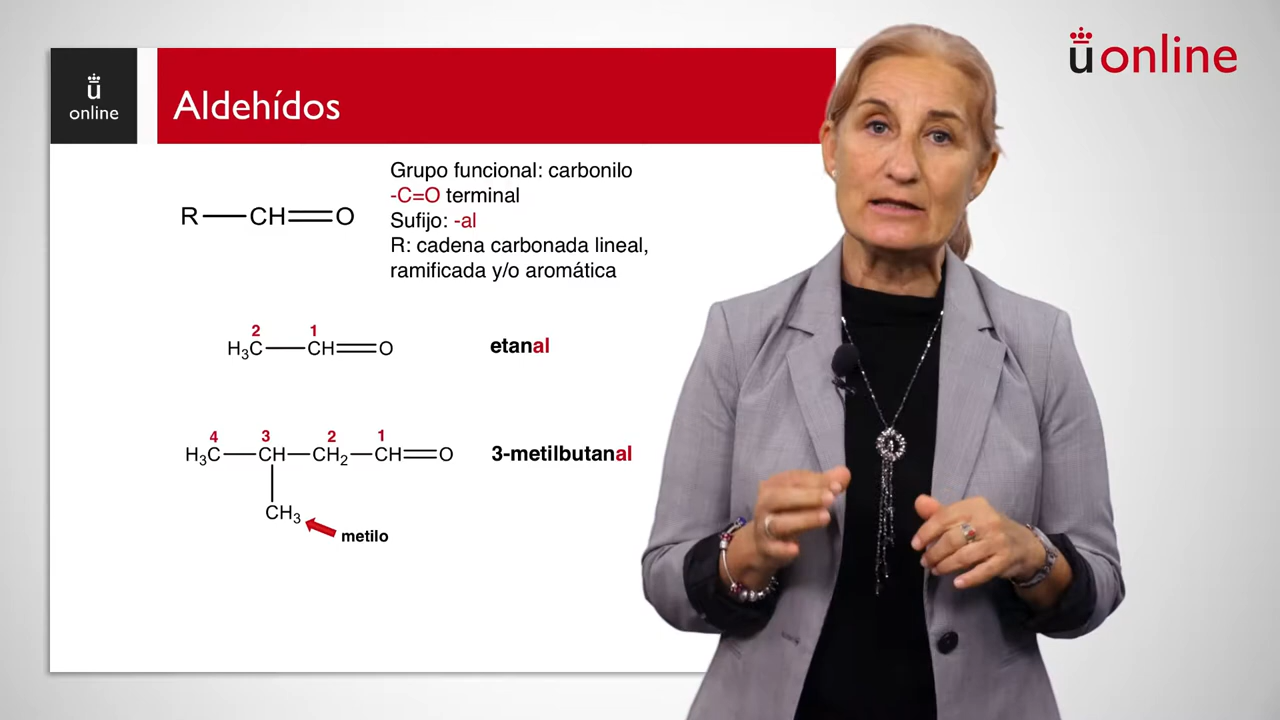 ū online
ū
online
Aldehídos
Grupo funcional: carbonilo
-C=O terminal
Sufijo: -al
R: cadena carbonada lineal,
ramificada y/o aromática
R—CH=O
2 1
H₃C—CH=O
etanal
4 3 2 1
H₃C—CH—CH₂—CH=O
3-metilbutanal
CH₃
metilo